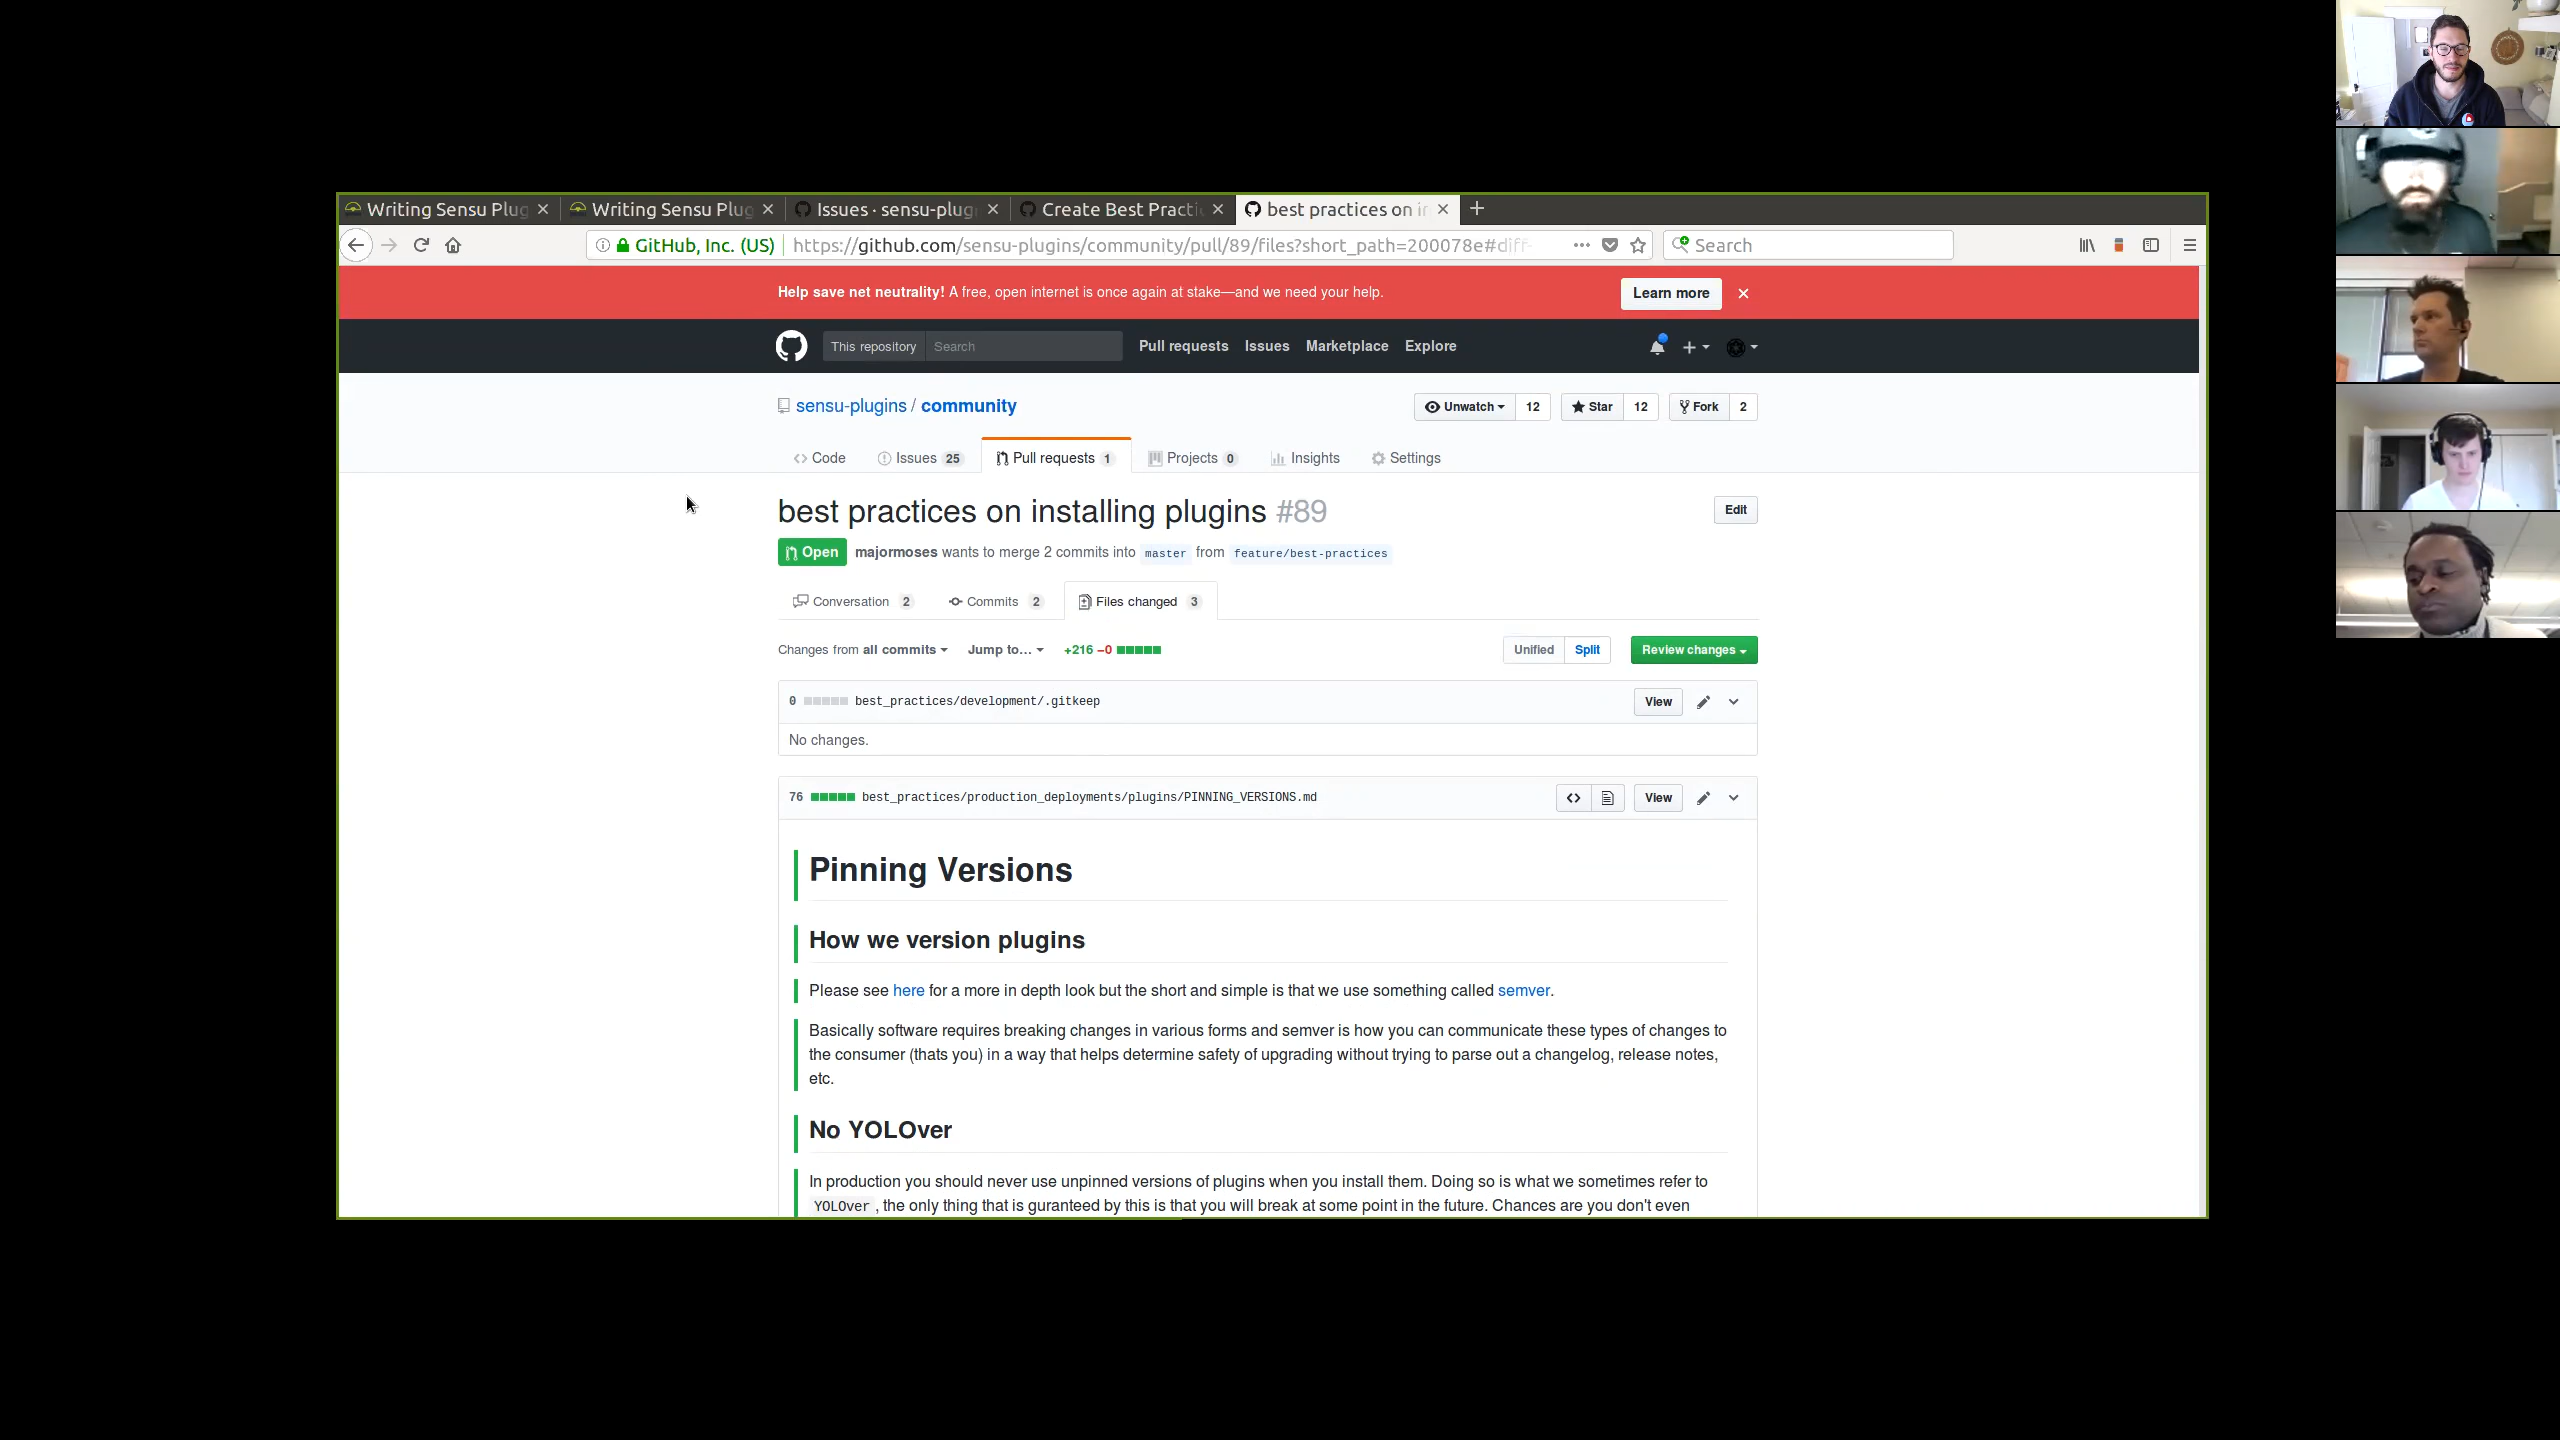 Writing Sensu Plug
Writing Sensu Plug
Issues · sensu-plug
Create Best Practi
best practices on i
GitHub, Inc. (US)
https://github.com/sensu-plugins/community/pull/89/files?short_path=200078e#diff-
Search
Help save net neutrality! A free, open internet is once again at stake—and we need your help.
Learn more
This repository
Search
Pull requests
Issues
Marketplace
Explore
sensu-plugins / community
Unwatch 12
Star 12
Fork 2
Code
Issues 25
Pull requests 1
Projects 0
Insights
Settings
best practices on installing plugins #89
Edit
Open
majormoses wants to merge 2 commits into master from feature/best-practices
Conversation 2
Commits 2
Files changed 3
Changes from all commits
Jump to...
+216 −0
Unified
Split
Review changes
0 best_practices/development/.gitkeep
View
No changes.
76 best_practices/production_deployments/plugins/PINNING_VERSIONS.md
View
Pinning Versions
How we version plugins
Please see here for a more in depth look but the short and simple is that we use something called semver.
Basically software requires breaking changes in various forms and semver is how you can communicate these types of changes to
the consumer (thats you) in a way that helps determine safety of upgrading without trying to parse out a changelog, release notes,
etc.
No YOLOver
In production you should never use unpinned versions of plugins when you install them. Doing so is what we sometimes refer to
YOLOver , the only thing that is guranteed by this is that you will break at some point in the future. Chances are you don't even